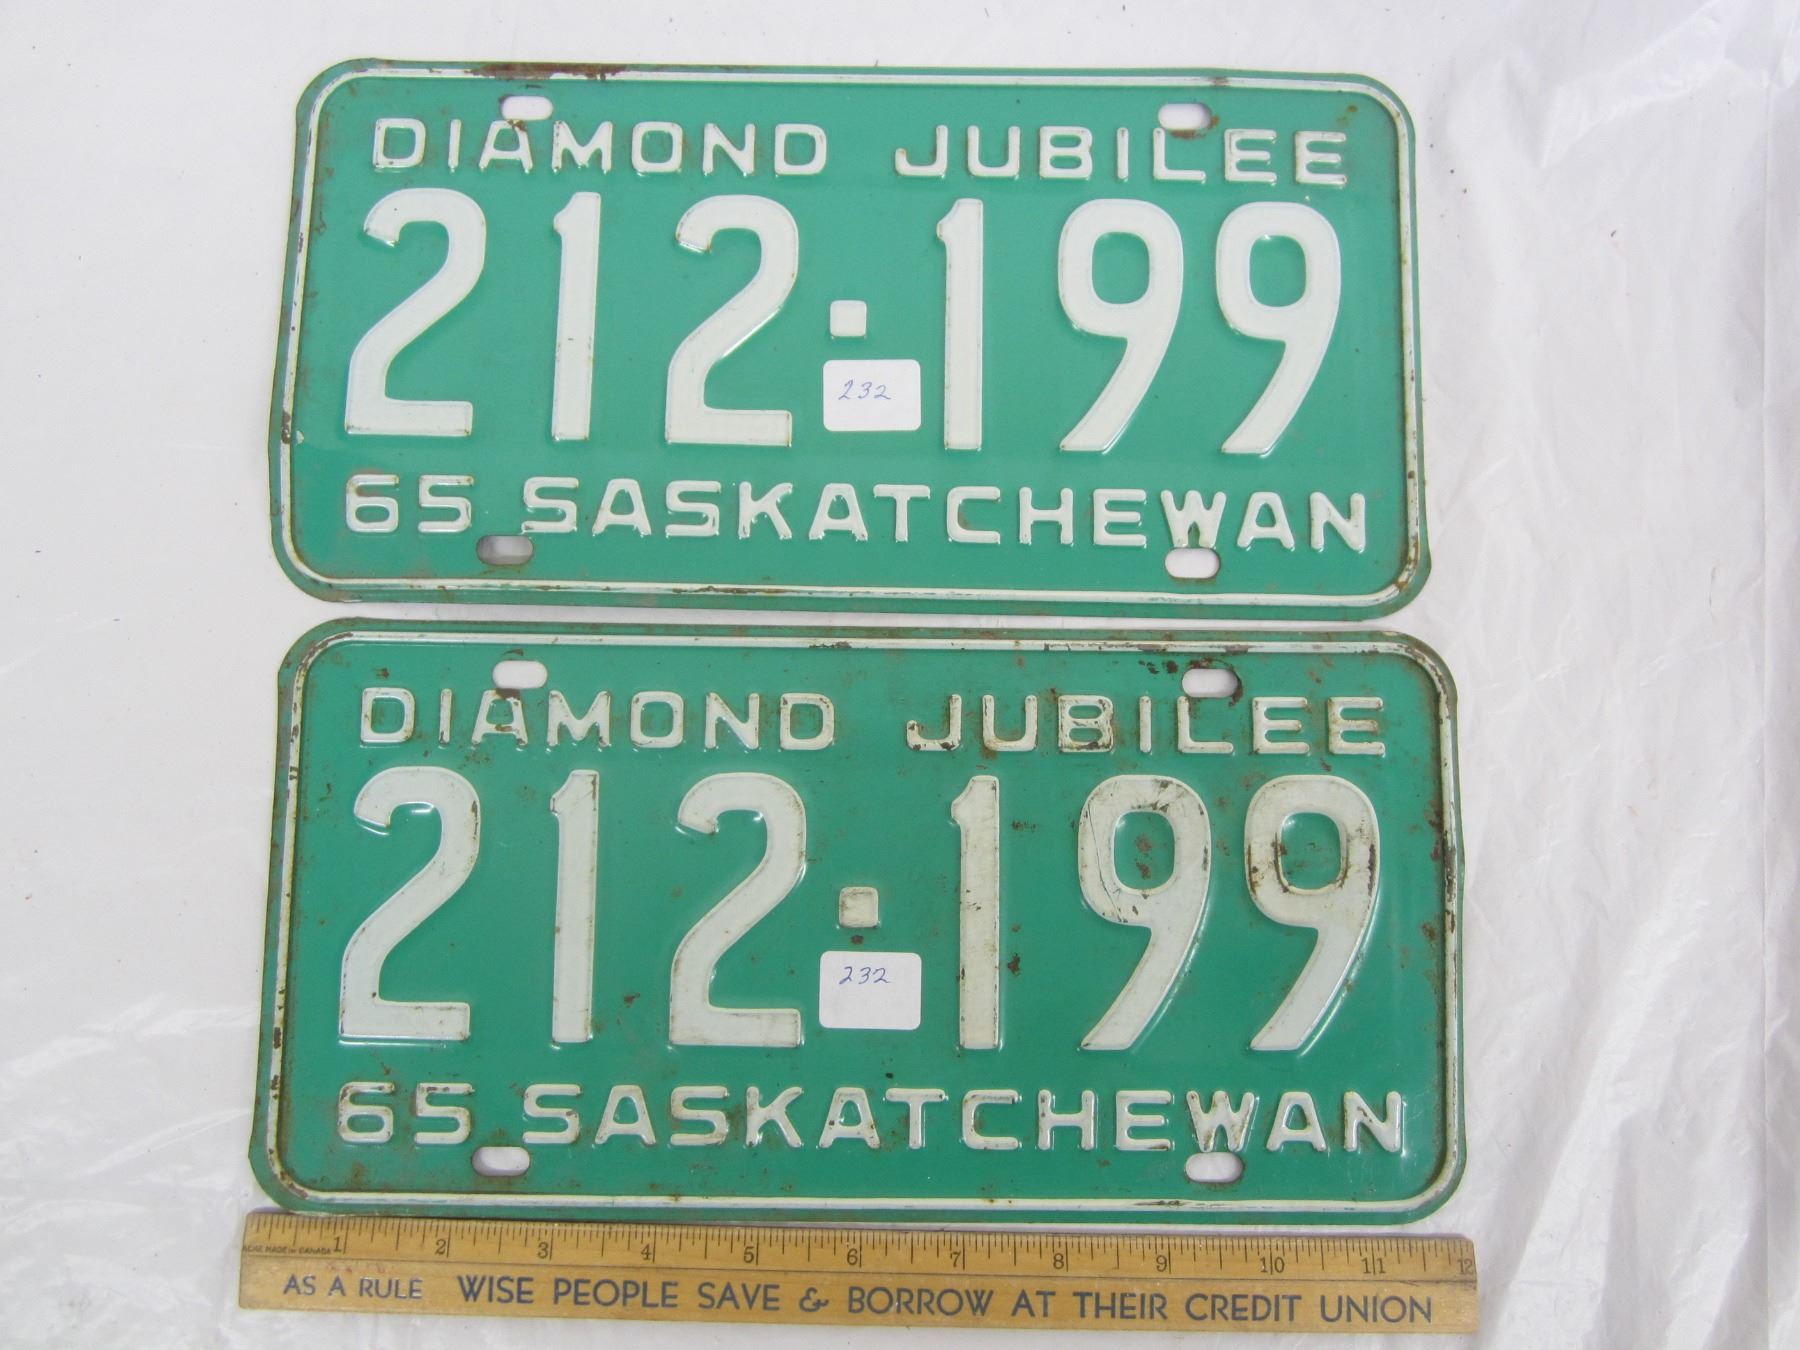 DIAMOND JUBILEE
212·199
232
65 SASKATCHEWAN
DIAMOND JUBILEE
212·199
232
65 SASKATCHEWAN
ACME MADE IN CANADA 1 2 3 4 5 6 7 8 9 10 11 12
AS A RULE WISE PEOPLE SAVE & BORROW AT THEIR CREDIT UNION